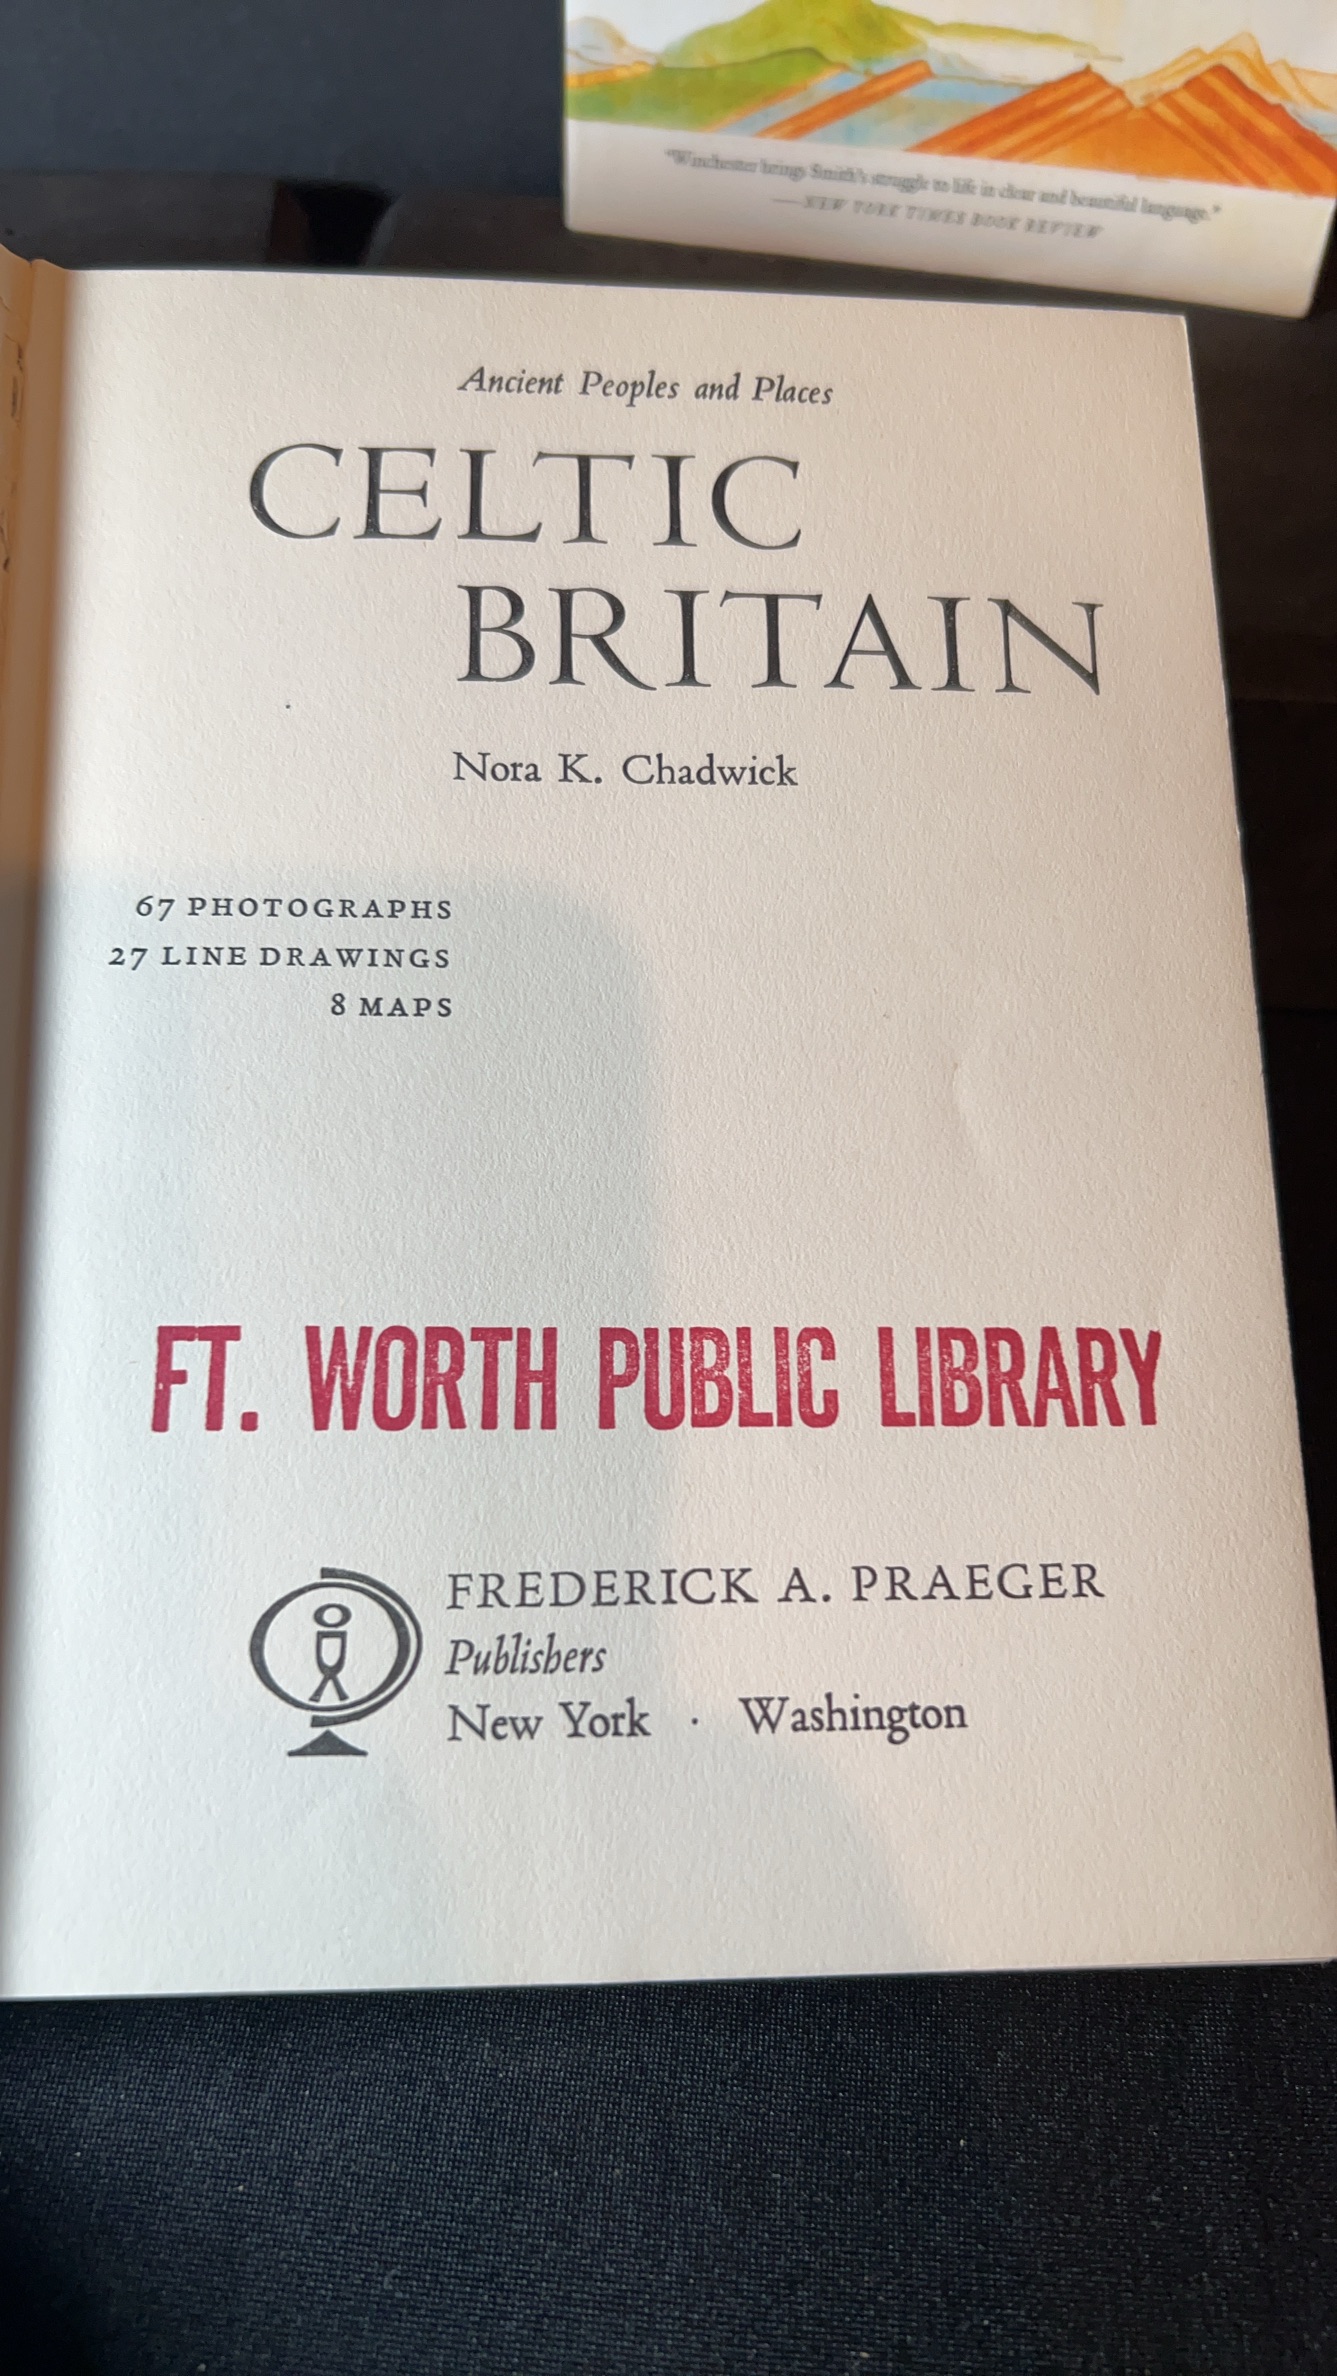 "Winchester brings Smith's struggle to life in clear and beautiful language."
—NEW YORK TIMES BOOK REVIEW
Ancient Peoples and Places
CELTIC
BRITAIN
Nora K. Chadwick
67 PHOTOGRAPHS
27 LINE DRAWINGS
8 MAPS
FT. WORTH PUBLIC LIBRARY
FREDERICK A. PRAEGER
Publishers
New York · Washington